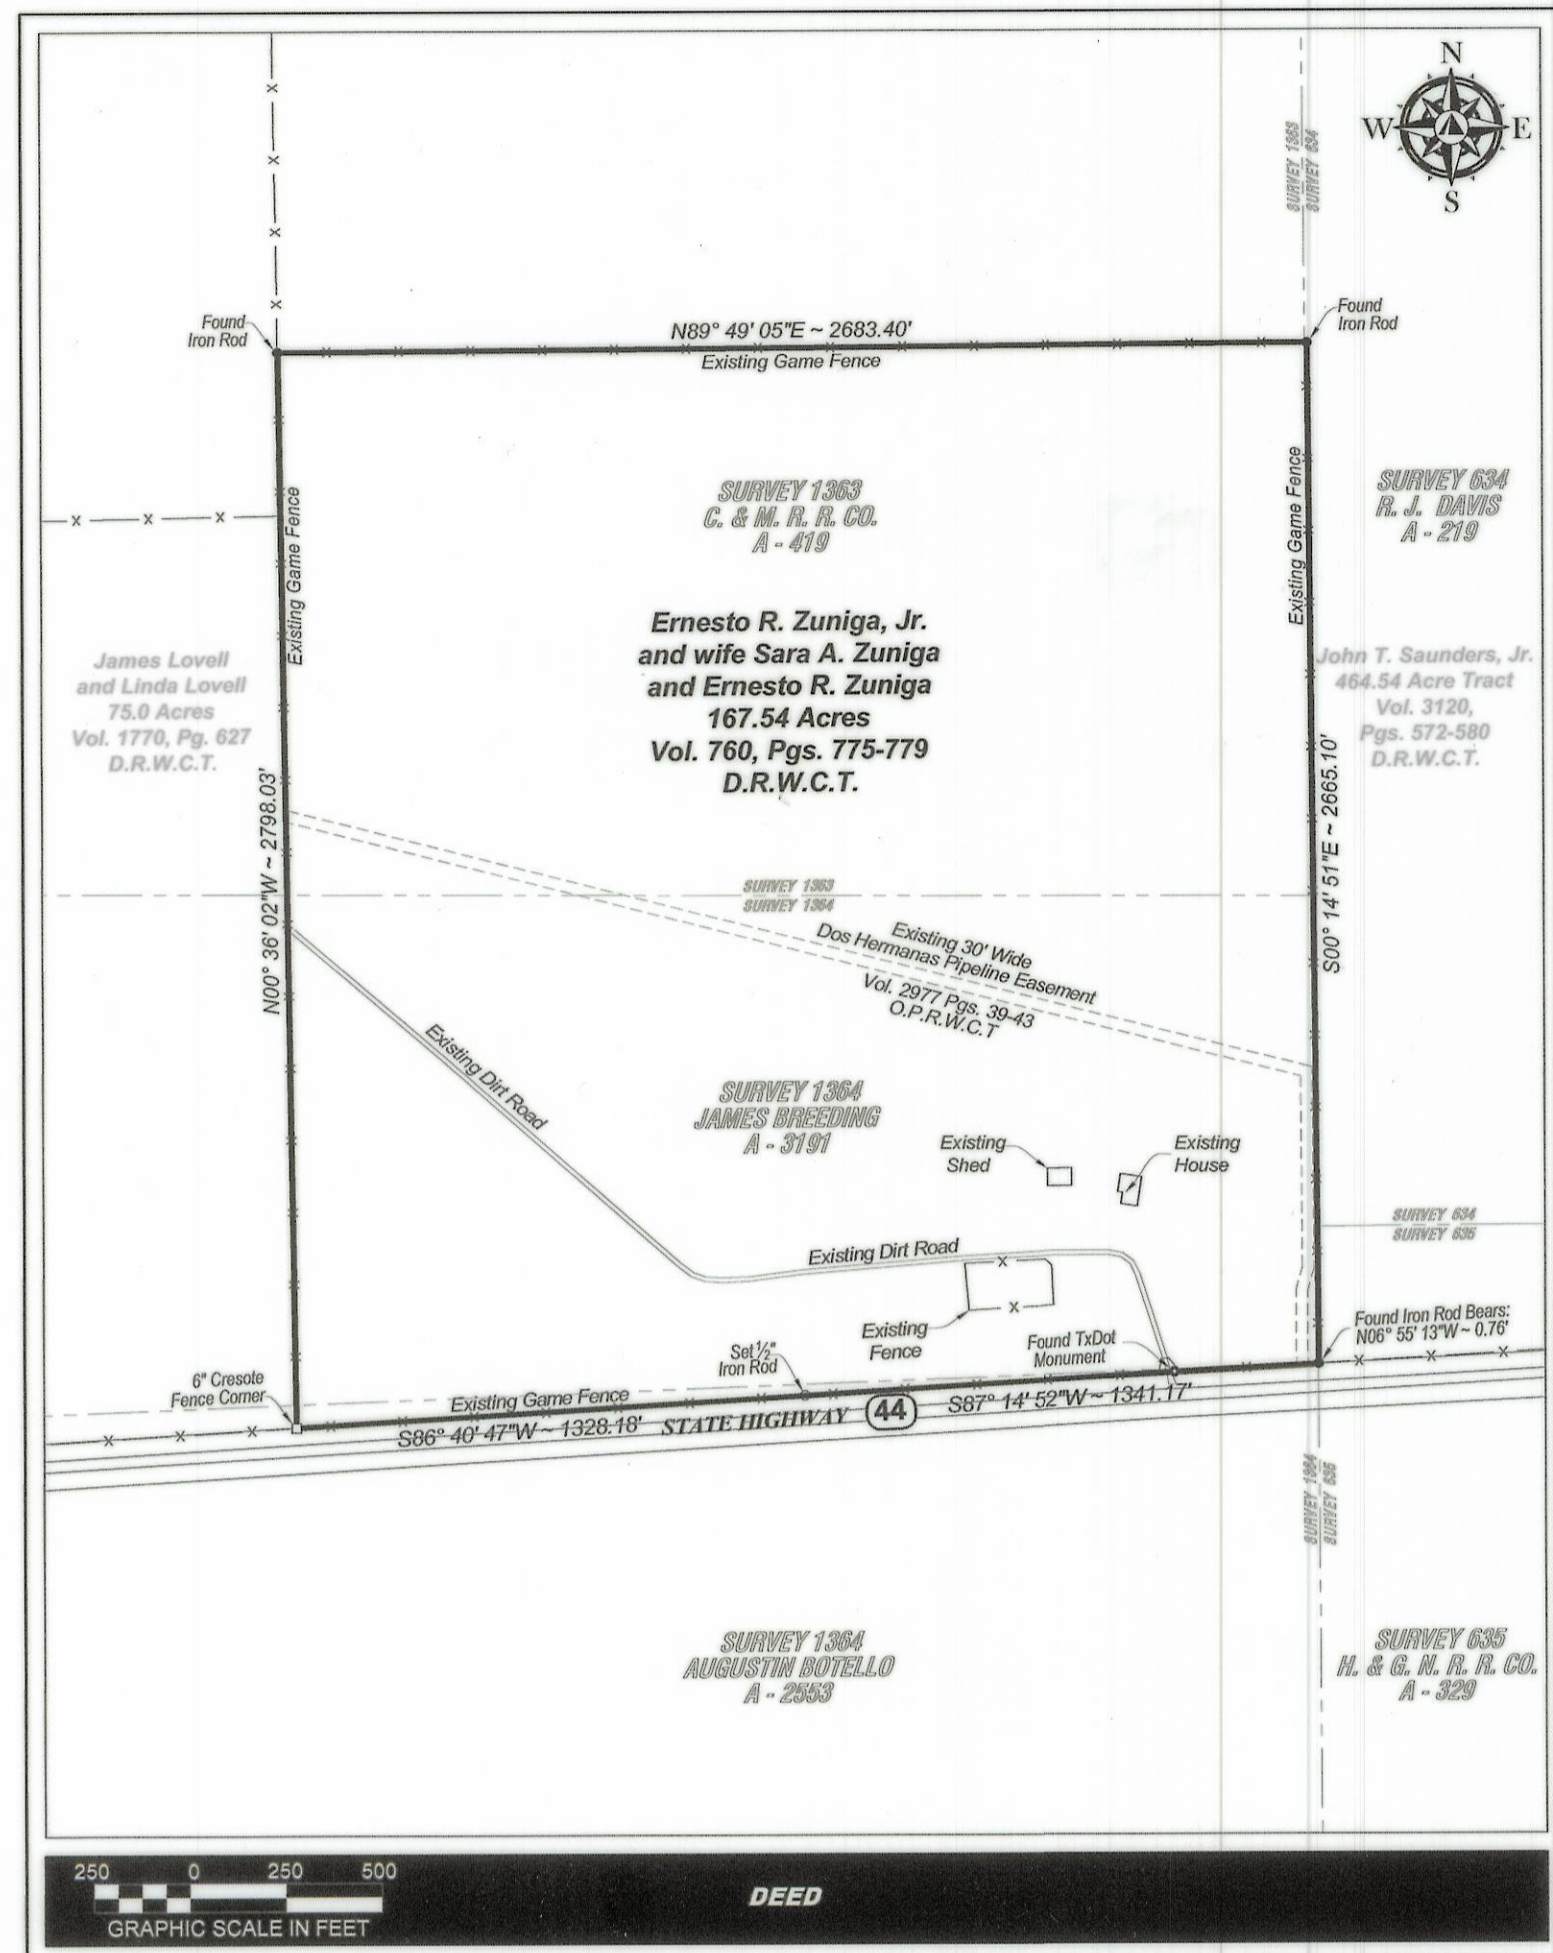 N
W E
S
SURVEY 1363
SURVEY 634
Found
Iron Rod
N89° 49' 05"E ~ 2683.40'
Existing Game Fence
Found
Iron Rod
Existing Game Fence
SURVEY 1363
C. & M. R. R. CO.
A - 419
Existing Game Fence
SURVEY 634
R. J. DAVIS
A - 219
Ernesto R. Zuniga, Jr.
and wife Sara A. Zuniga
and Ernesto R. Zuniga
167.54 Acres
Vol. 760, Pgs. 775-779
D.R.W.C.T.
James Lovell
and Linda Lovell
75.0 Acres
Vol. 1770, Pg. 627
D.R.W.C.T.
John T. Saunders, Jr.
464.54 Acre Tract
Vol. 3120,
Pgs. 572-580
D.R.W.C.T.
N00° 36' 02"W ~ 2798.03'
S00° 14' 51"E ~ 2665.10'
SURVEY 1363
SURVEY 1364
Existing 30' Wide
Dos Hermanas Pipeline Easement
Vol. 2977 Pgs. 39-43
O.P.R.W.C.T
Existing Dirt Road
SURVEY 1364
JAMES BREEDING
A - 3191
Existing
Shed
Existing
House
SURVEY 634
SURVEY 635
Existing Dirt Road
Existing
Fence
Found TxDot
Monument
Found Iron Rod Bears:
N06° 55' 13"W ~ 0.76'
Set ½"
Iron Rod
6" Cresote
Fence Corner
Existing Game Fence
S86° 40' 47"W ~ 1328.18'
STATE HIGHWAY 44
S87° 14' 52"W ~ 1341.17'
SURVEY 1364
SURVEY 635
SURVEY 1364
AUGUSTIN BOTELLO
A - 2553
SURVEY 635
H. & G. N. R. R. CO.
A - 329
250 0 250 500
GRAPHIC SCALE IN FEET
DEED